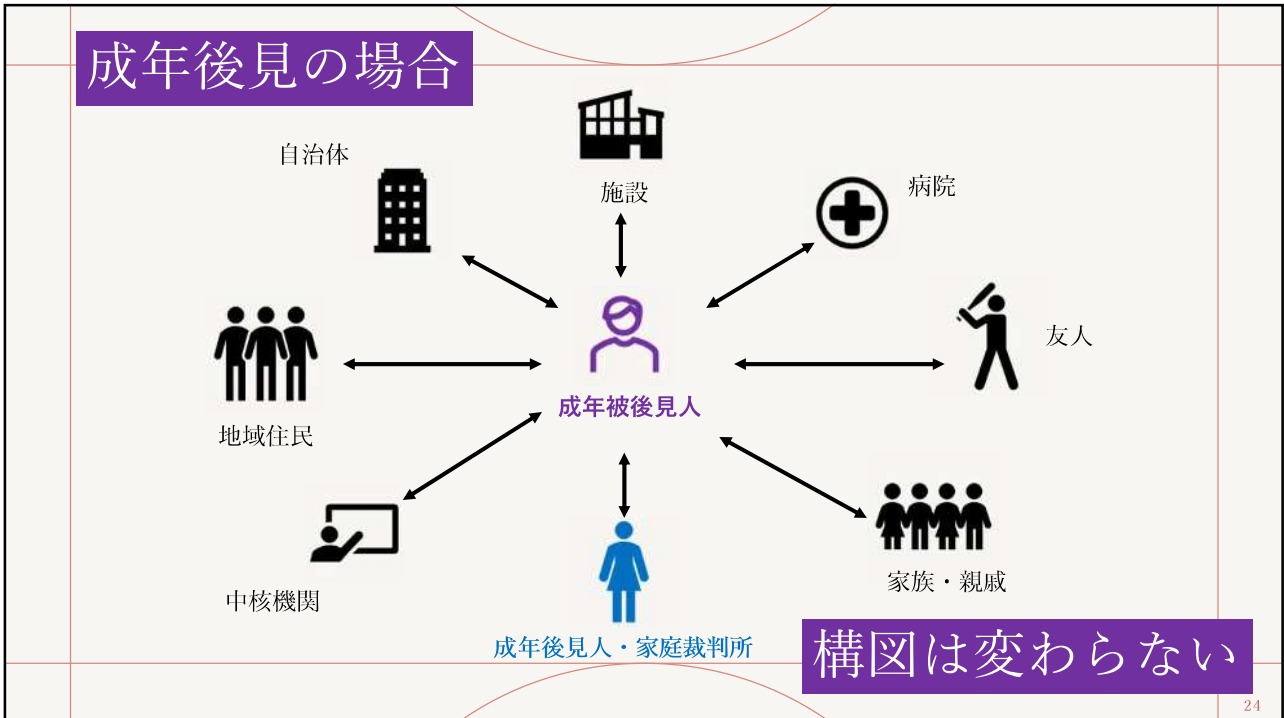 成年後見の場合
自治体
施設
病院
友人
成年被後見人
地域住民
家族・親戚
中核機関
成年後見人・家庭裁判所
構図は変わらない
24